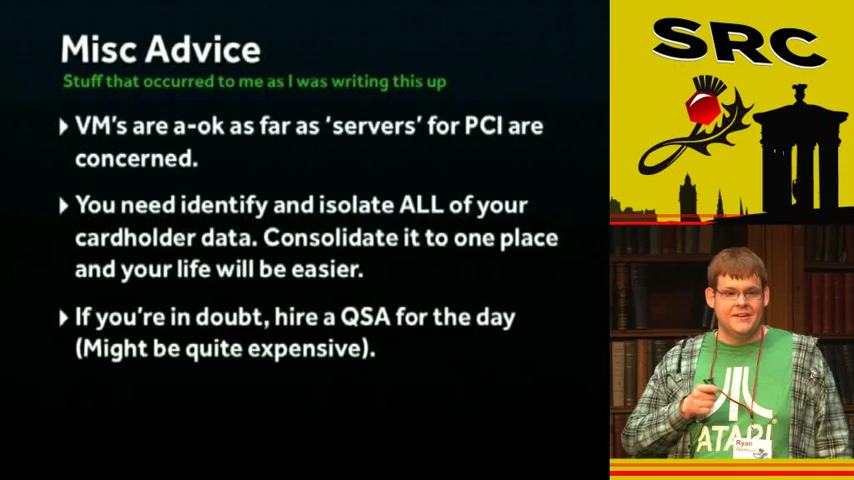 Misc Advice
Stuff that occurred to me as I was writing this up
VM's are a-ok as far as 'servers' for PCI are
concerned.
You need identify and isolate ALL of your
cardholder data. Consolidate it to one place
and your life will be easier.
If you're in doubt, hire a QSA for the day
(Might be quite expensive).
SRC
ATARI
Ryan